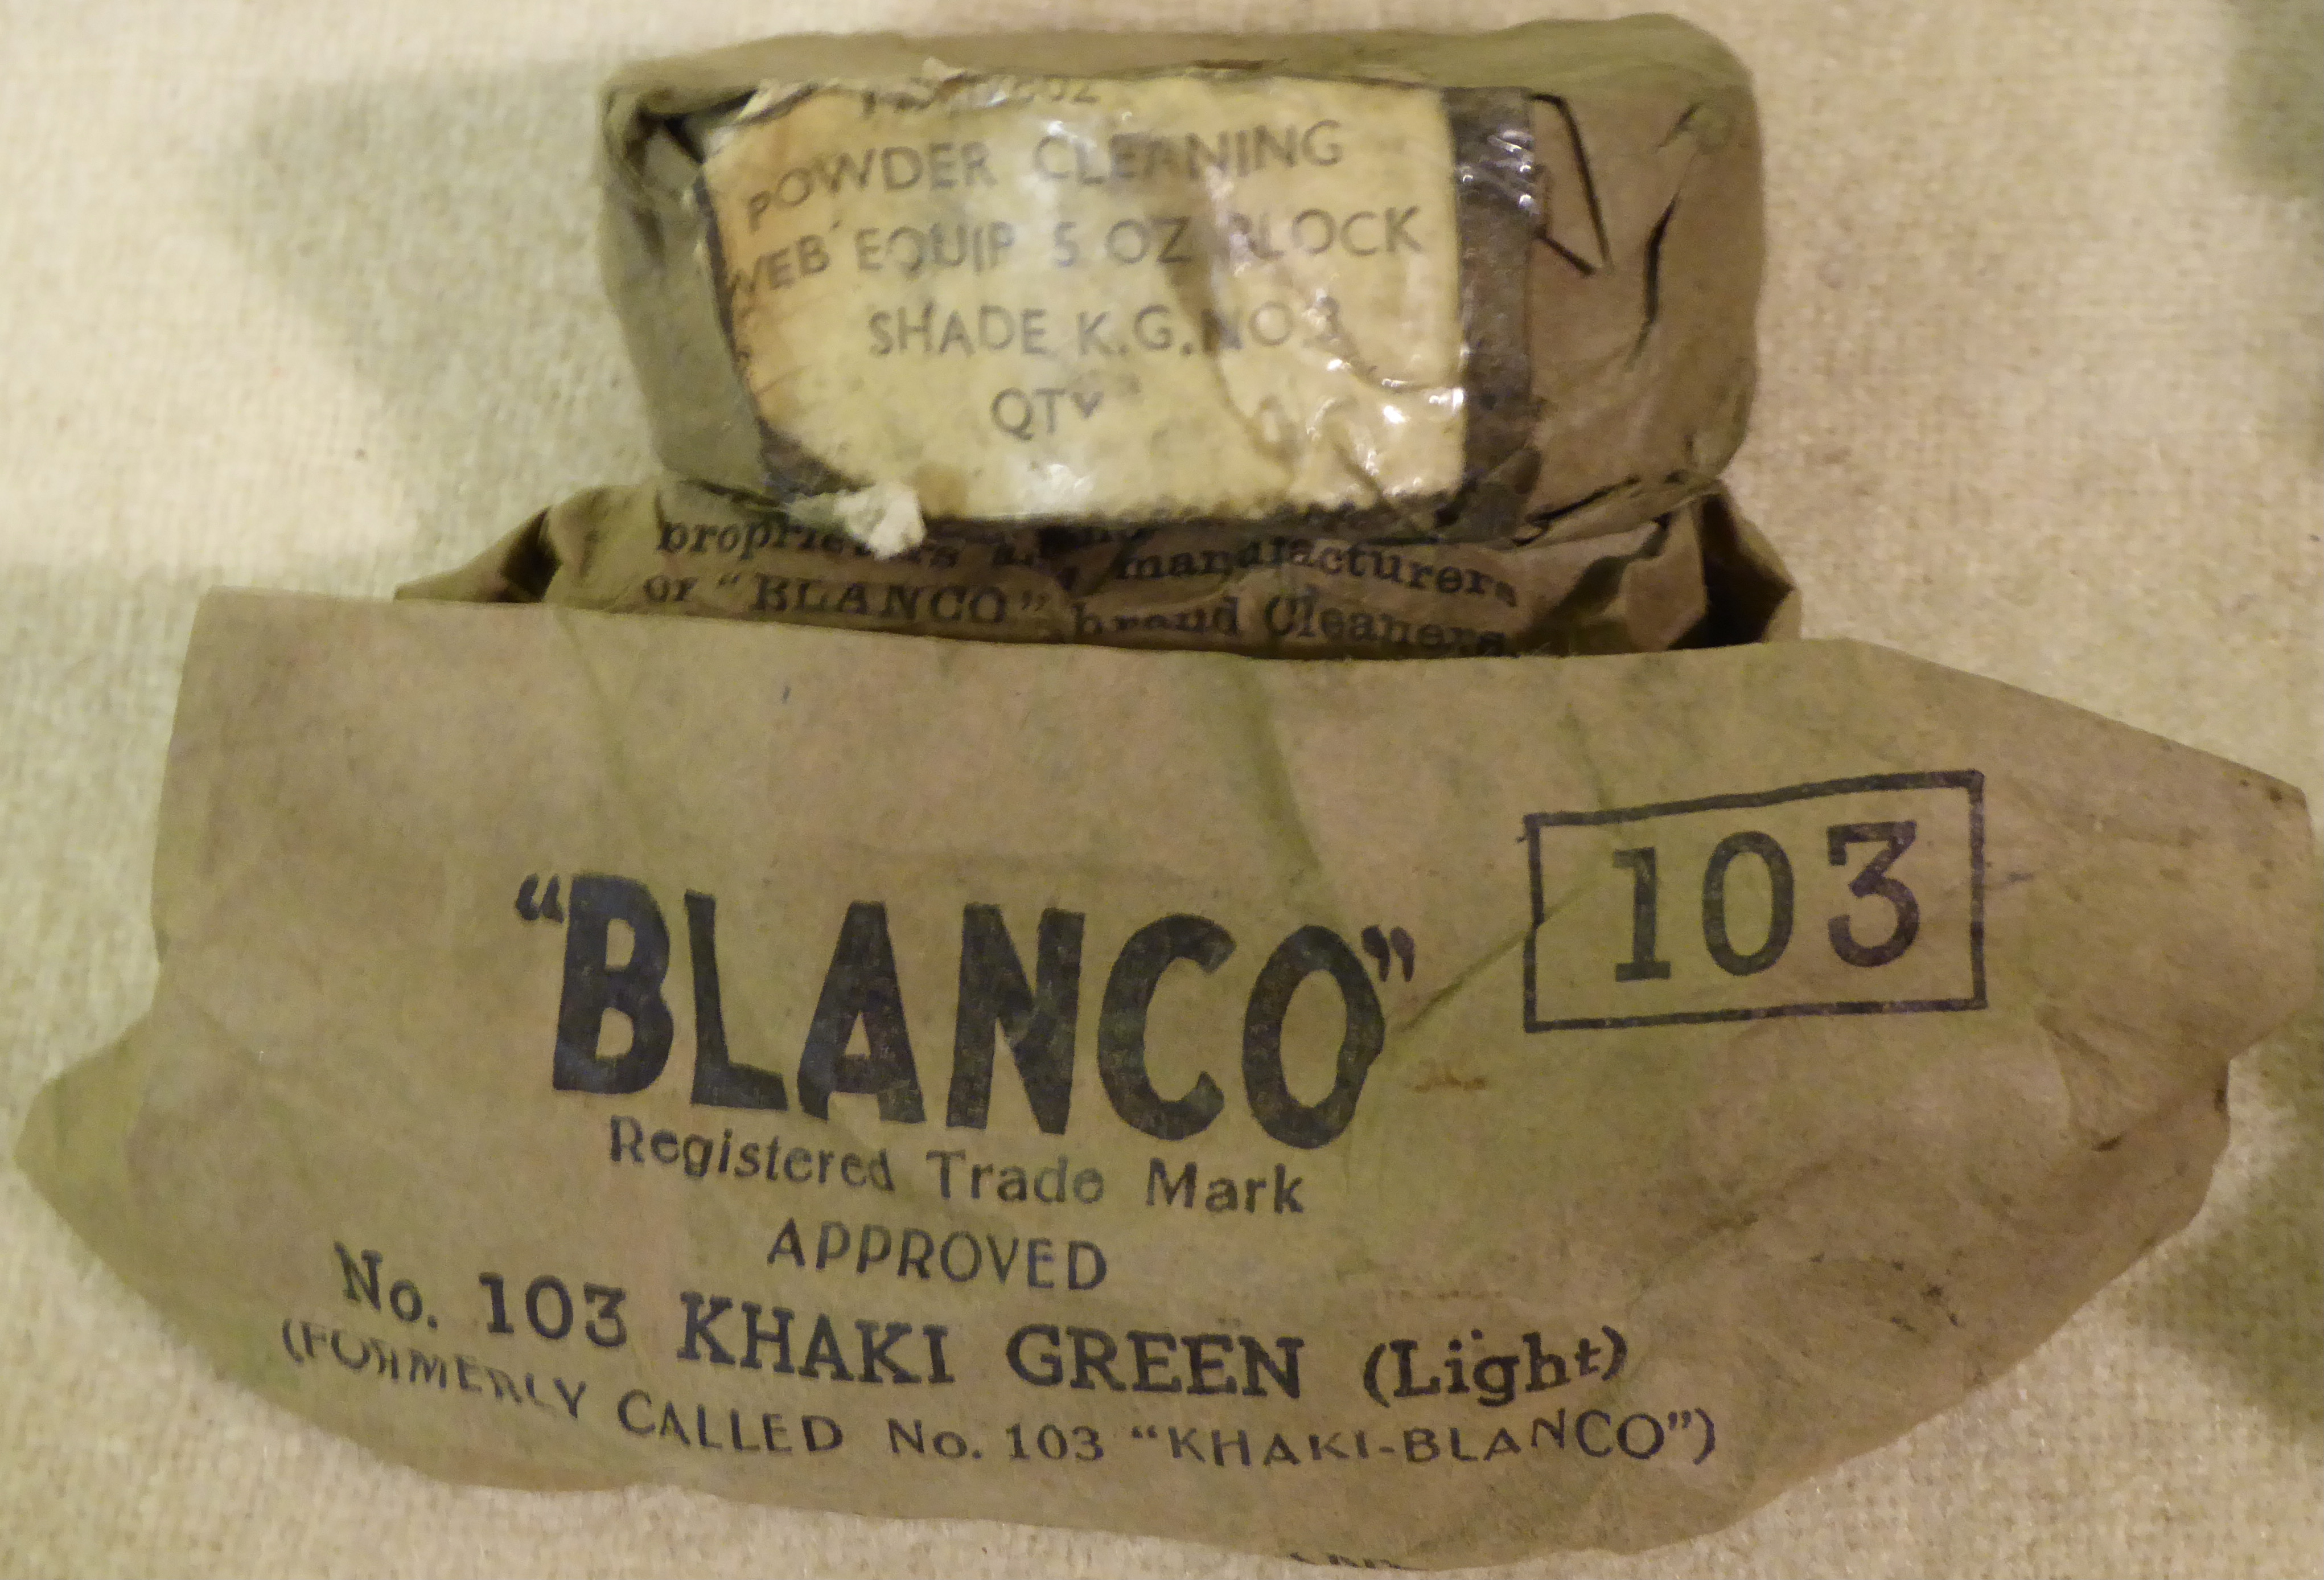 POWDER CLEANING
WEB EQUIP 5 OZ BLOCK
SHADE K.G. NO 3
QTY
proprietors and manufacturers
of "BLANCO" brand Cleaners.
"BLANCO"
103
Registered Trade Mark
APPROVED
No. 103 KHAKI GREEN (Light)
(FORMERLY CALLED No. 103 "KHAKI-BLANCO")